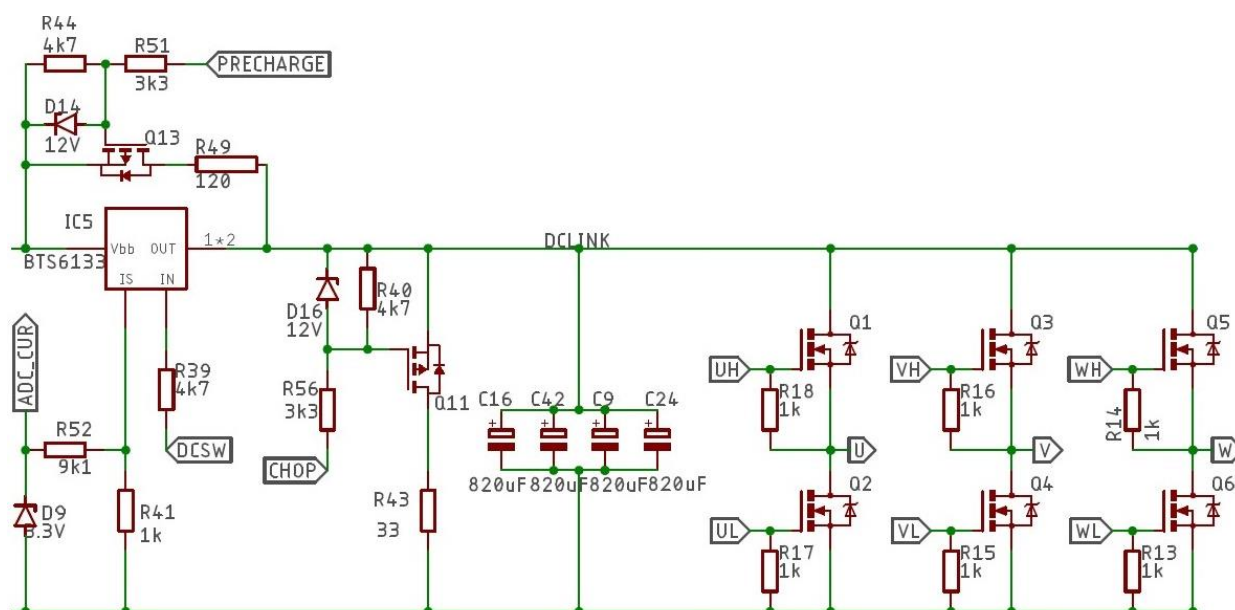 R44
4k7
R51
3k3
PRECHARGE
D14
12V
Q13
R49
120
IC5
Vbb
OUT
1*2
BTS6133
IS
IN
DCLINK
ADC_CUR
R39
4k7
D16
12V
R40
4k7
R56
3k3
Q11
CHOP
DCSW
R52
9k1
D9
3.3V
R41
1k
R43
33
C16
C42
C9
C24
+
+
+
+
820uF
820uF
820uF
820uF
Q1
Q3
Q5
UH
R18
1k
VH
R16
1k
WH
R14
1k
U
V
W
Q2
Q4
Q6
UL
R17
1k
VL
R15
1k
WL
R13
1k